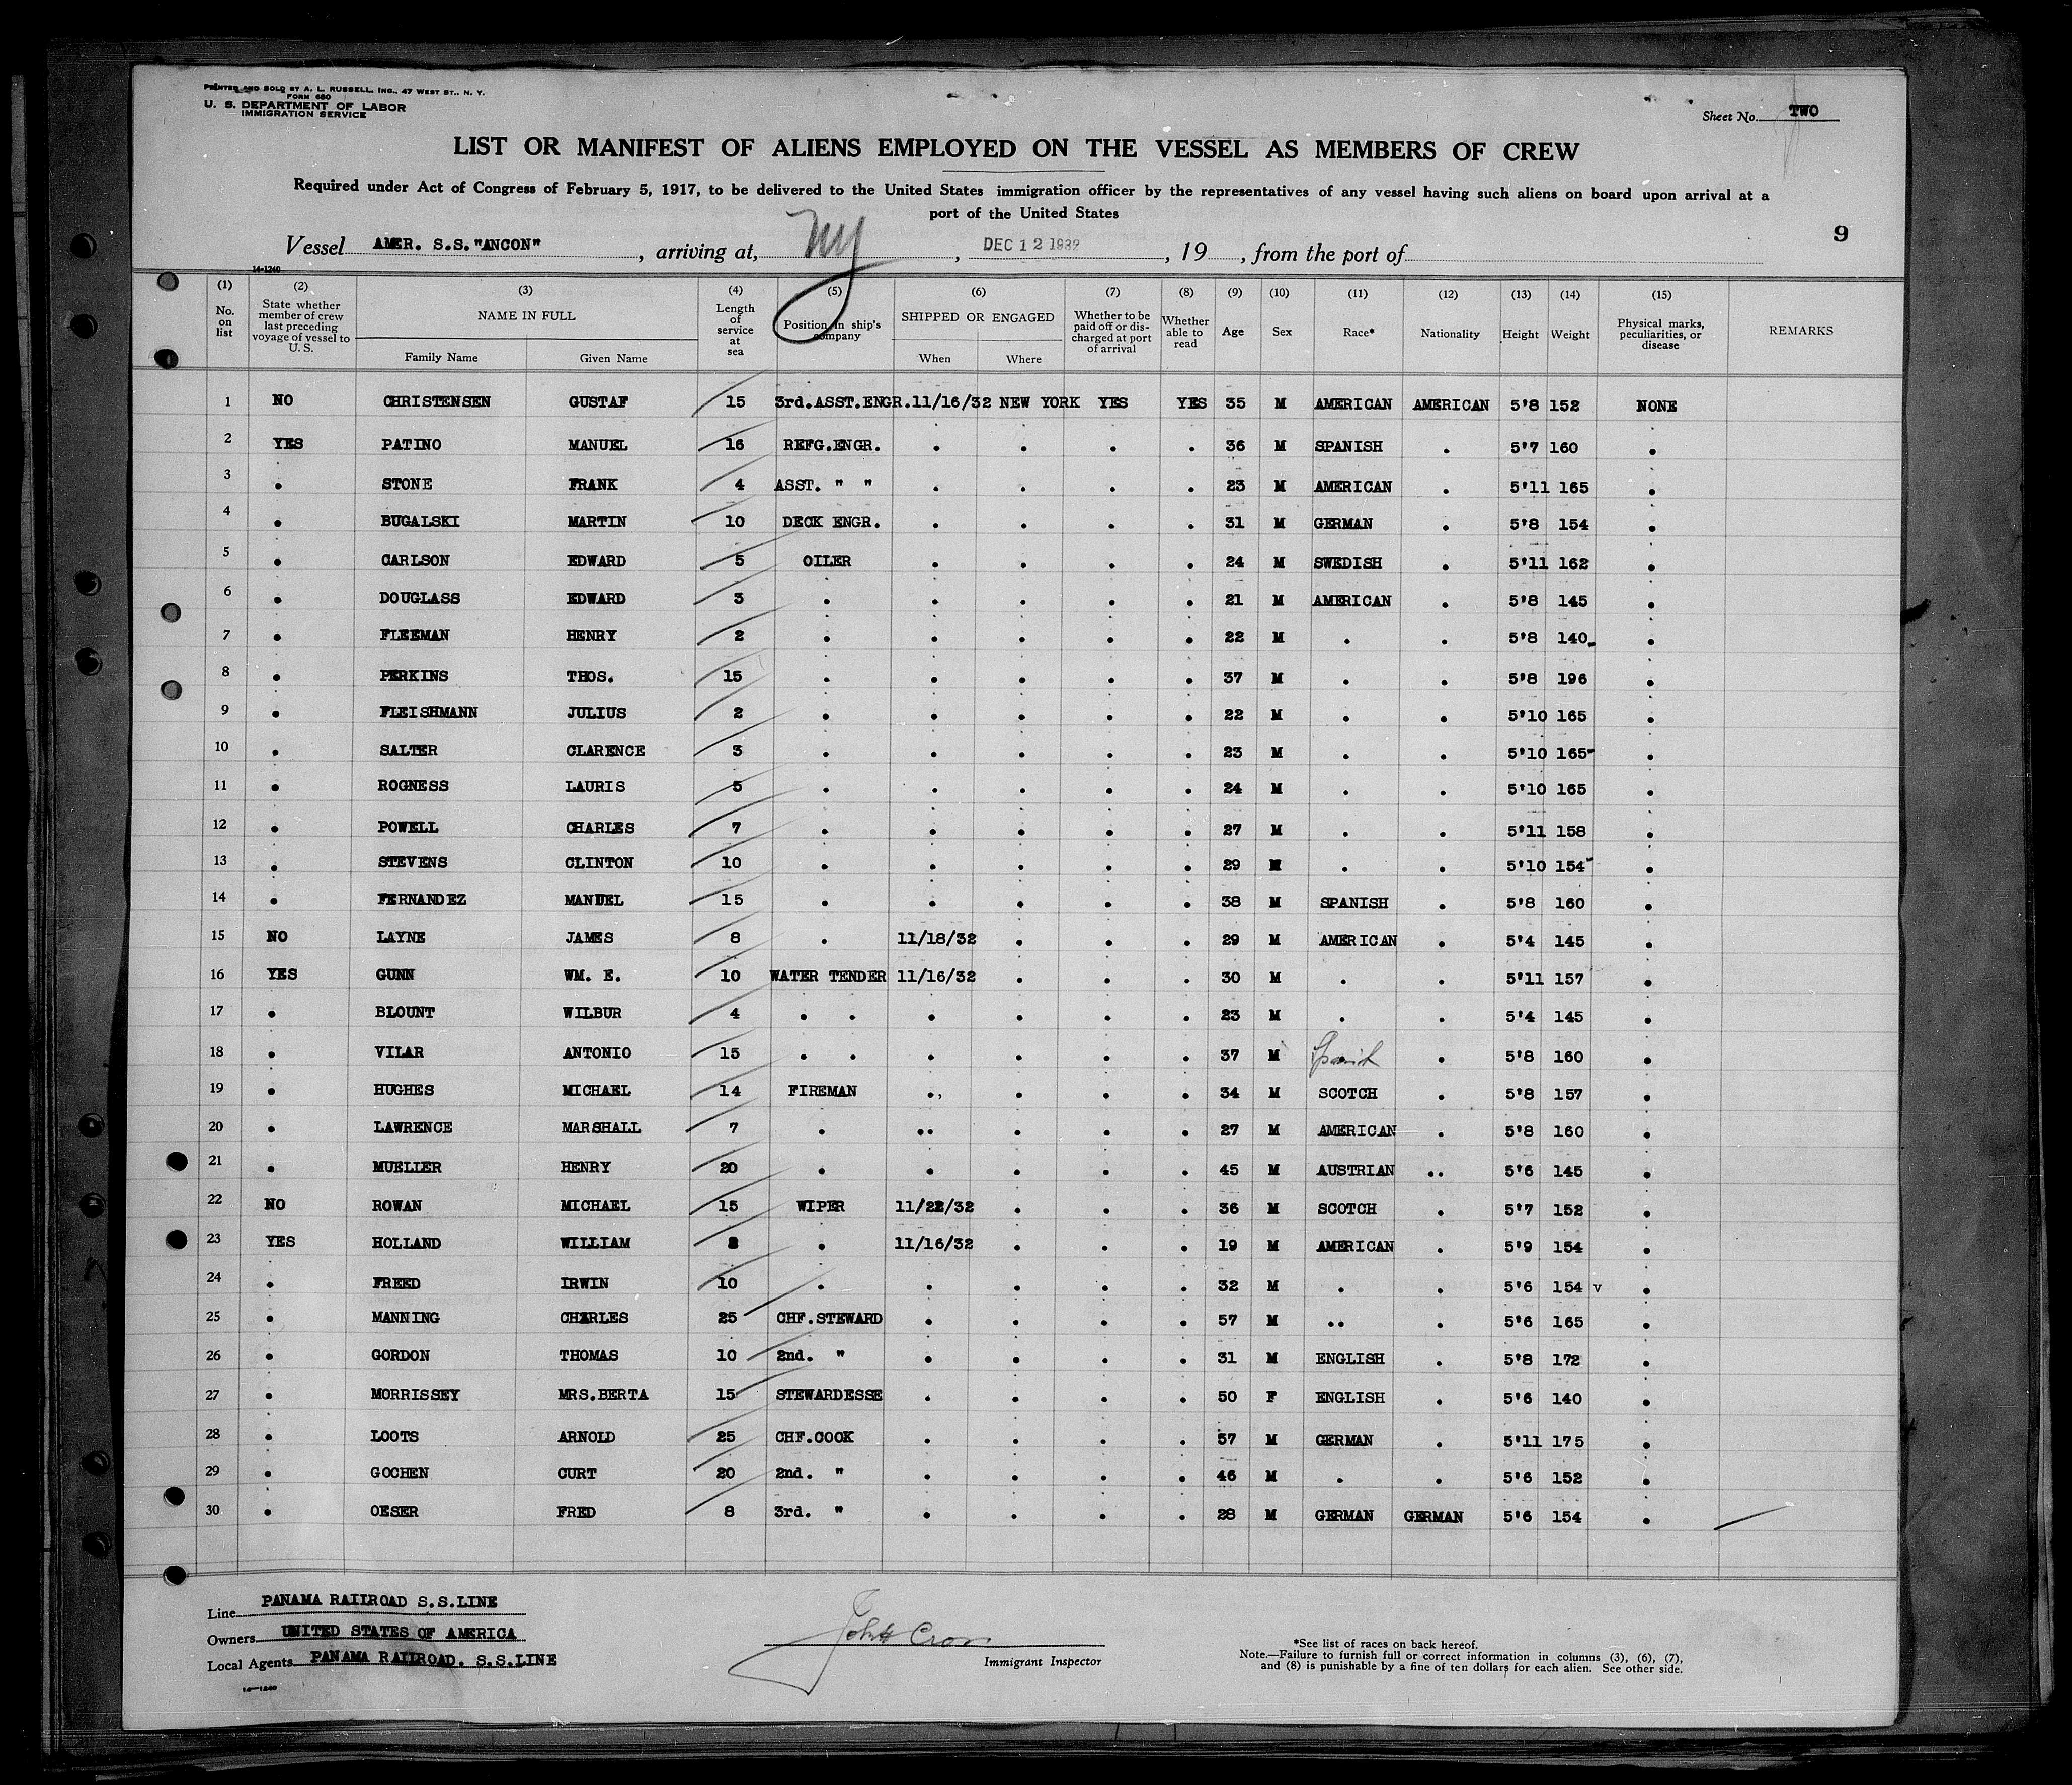 PRINTED AND SOLD BY A. L. RUSSELL, INC., 47 WEST ST., N. Y.
FORM 680
U. S. DEPARTMENT OF LABOR
IMMIGRATION SERVICE
Sheet No. TWO
LIST OR MANIFEST OF ALIENS EMPLOYED ON THE VESSEL AS MEMBERS OF CREW
Required under Act of Congress of February 5, 1917, to be delivered to the United States immigration officer by the representatives of any vessel having such aliens on board upon arrival at a
port of the United States
9
Vessel AMER. S.S."ANCON", arriving at, NY, DEC 12 1932, 19 , from the port of
14-1240
(1) (2) (3) (4) (5) (6) (7) (8) (9) (10) (11) (12) (13) (14) (15)
No. on list State whether member of crew last preceding voyage of vessel to U. S. NAME IN FULL Family Name Given Name Length of service at sea Position in ship's company SHIPPED OR ENGAGED When Where Whether to be paid off or discharged at port of arrival Whether able to read Age Sex Race* Nationality Height Weight Physical marks, peculiarities, or disease REMARKS
1 NO CHRISTENSEN GUSTAF 15 3rd.ASST.ENGR. 11/16/32 NEW YORK YES YES 35 M AMERICAN AMERICAN 5'8 152 NONE
2 YES PATINO MANUEL 16 REFG.ENGR. . . . . 36 M SPANISH . 5'7 160 .
3 . STONE FRANK 4 ASST. " " . . . . 23 M AMERICAN . 5'11 165 .
4 . BUGALSKI MARTIN 10 DECK ENGR. . . . . 31 M GERMAN . 5'8 154 .
5 . CARLSON EDWARD 5 OILER . . . . 24 M SWEDISH . 5'11 162 .
6 . DOUGLASS EDWARD 3 . . . . . 21 M AMERICAN . 5'8 145 .
7 . FLEEMAN HENRY 2 . . . . . 22 M . . 5'8 140 .
8 . PERKINS THOS. 15 . . . . . 37 M . . 5'8 196 .
9 . FLEISHMANN JULIUS 2 . . . . . 22 M . . 5'10 165 .
10 . SALTER CLARENCE 3 . . . . . 23 M . . 5'10 165 .
11 . ROGNESS LAURIS 5 . . . . . 24 M . . 5'10 165 .
12 . POWELL CHARLES 7 . . . . . 27 M . . 5'11 158 .
13 . STEVENS CLINTON 10 . . . . . 29 M . . 5'10 154 .
14 . FERNANDEZ MANUEL 15 . . . . . 38 M SPANISH . 5'8 160 .
15 NO LAYNE JAMES 8 . 11/18/32 . . . 29 M AMERICAN . 5'4 145 .
16 YES GUNN WM. E. 10 WATER TENDER 11/16/32 . . . 30 M . . 5'11 157 .
17 . BLOUNT WILBUR 4 . . . . . . 23 M . . 5'4 145 .
18 . VILAR ANTONIO 15 . . . . . . 37 M Spanish . 5'8 160 .
19 . HUGHES MICHAEL 14 FIREMAN ., . . . 34 M SCOTCH . 5'8 157 .
20 . LAWRENCE MARSHALL 7 . .. . . . 27 M AMERICAN . 5'8 160 .
21 . MUELLER HENRY 20 . . . . . 45 M AUSTRIAN .. 5'6 145 .
22 NO ROWAN MICHAEL 15 WIPER 11/22/32 . . . 36 M SCOTCH . 5'7 152 .
23 YES HOLLAND WILLIAM 2 . 11/16/32 . . . 19 M AMERICAN . 5'9 154 .
24 . FREED IRWIN 10 . . . . . 32 M . . 5'6 154 v .
25 . MANNING CHARLES 25 CHF.STEWARD . . . . 57 M .. . 5'6 165 .
26 . GORDON THOMAS 10 2nd. " . . . . 31 M ENGLISH . 5'8 172 .
27 . MORRISSEY MRS.BERTA 15 STEWARDESSE . . . . 50 F ENGLISH . 5'6 140 .
28 . LOOTS ARNOLD 25 CHF.COOK . . . . 57 M GERMAN . 5'11 175 .
29 . GOCHEN CURT 20 2nd. " . . . . 46 M . . 5'6 152 .
30 . OESER FRED 8 3rd. " . . . . 28 M GERMAN GERMAN 5'6 154 .
Line PANAMA RAILROAD S.S.LINE
Owners UNITED STATES OF AMERICA
Local Agents PANAMA RAILROAD. S.S.LINE
14—1240
John Cron
Immigrant Inspector
*See list of races on back hereof.
Note.—Failure to furnish full or correct information in columns (3), (6), (7),
and (8) is punishable by a fine of ten dollars for each alien. See other side.